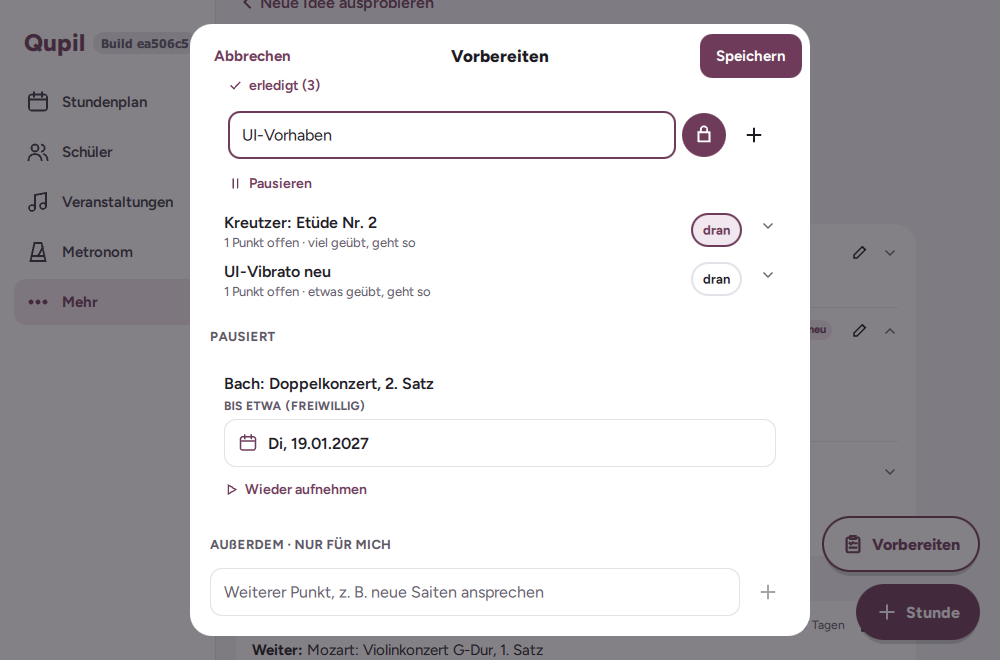 Neue Idee ausprobieren
Qupil
Build ea506c5
Abbrechen
Vorbereiten
Speichern
erledigt (3)
Stundenplan
UI-Vorhaben
Schüler
Pausieren
Veranstaltungen
Kreutzer: Etüde Nr. 2
dran
1 Punkt offen · viel geübt, geht so
Metronom
UI-Vibrato neu
dran
1 Punkt offen · etwas geübt, geht so
Mehr
PAUSIERT
neu
Bach: Doppelkonzert, 2. Satz
BIS ETWA (FREIWILLIG)
Di, 19.01.2027
Wieder aufnehmen
AUẞERDEM · NUR FÜR MICH
Vorbereiten
Weiterer Punkt, z. B. neue Saiten ansprechen
Stunde
Tagen
Weiter: Mozart: Violinkonzert G-Dur, 1. Satz